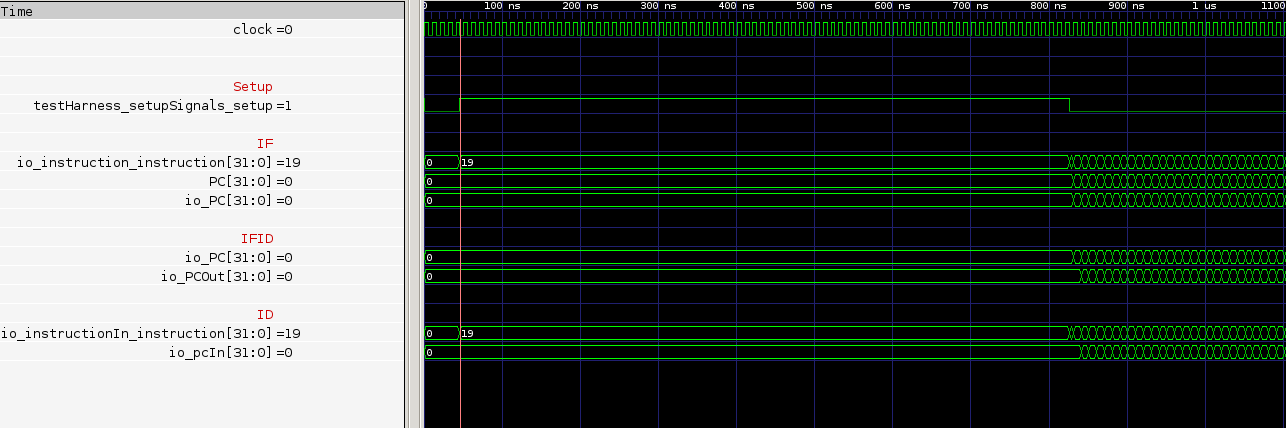 Time
0 100 ns 200 ns 300 ns 400 ns 500 ns 600 ns 700 ns 800 ns 900 ns 1 us 1100
clock =0
Setup
testHarness_setupSignals_setup =1
IF
io_instruction_instruction[31:0] =19 0 19
PC[31:0] =0 0
io_PC[31:0] =0 0
IFID
io_PC[31:0] =0 0
io_PCOut[31:0] =0 0
ID
io_instructionIn_instruction[31:0] =19 0 19
io_pcIn[31:0] =0 0